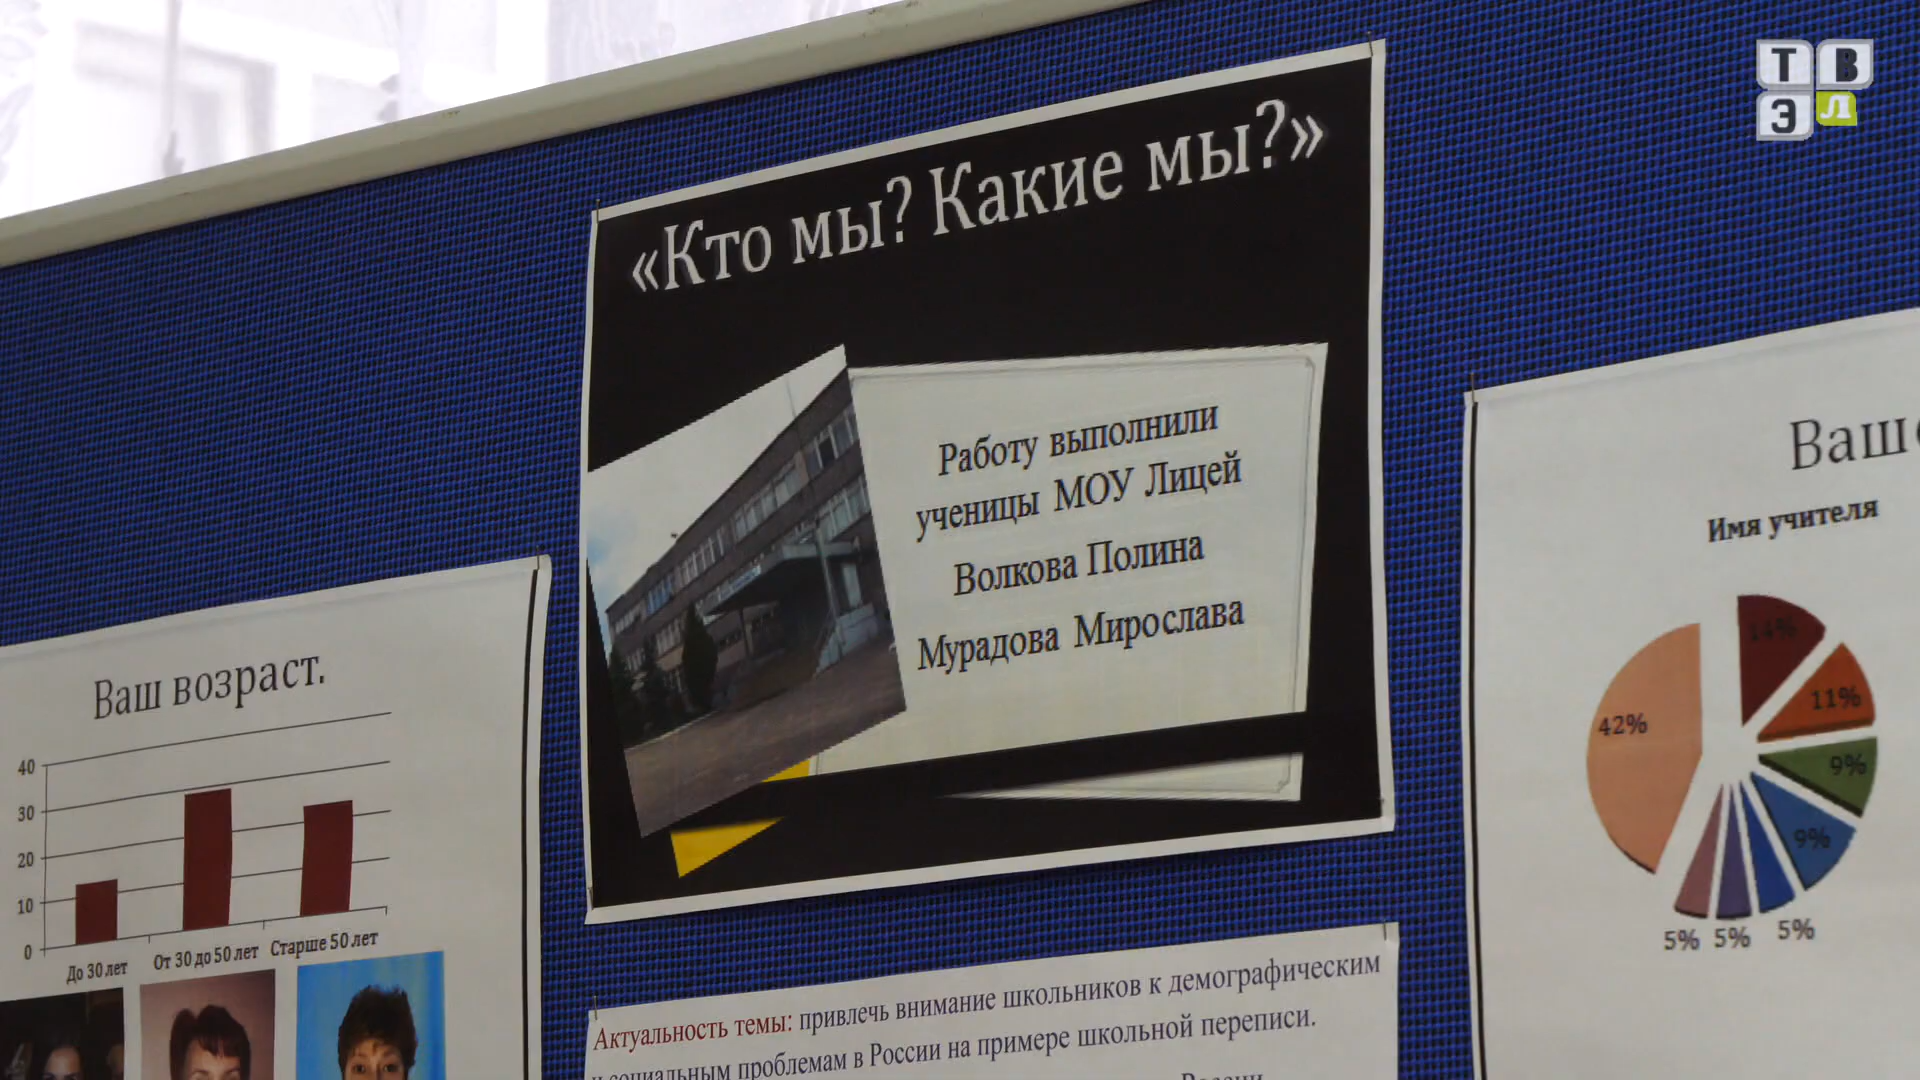 ТВ
ЭЛ
«Кто мы? Какие мы?»
Работу выполнили
ученицы МОУ Лицей
Волкова Полина
Мурадова Мирослава
Ваш возраст.
40
30
20
10
0
До 30 лет
От 30 до 50 лет
Старше 50 лет
Актуальность темы: привлечь внимание школьников к демографическим
и социальным проблемам в России на примере школьной переписи.
России
Имя учителя
14%
11%
9%
9%
5%
5%
5%
42%